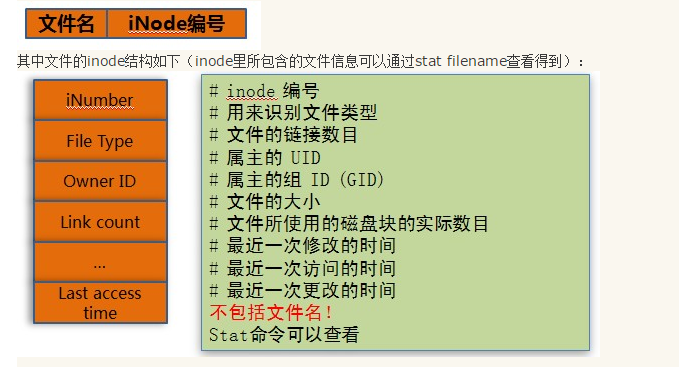 文件名 iNode编号
其中文件的inode结构如下（inode里所包含的文件信息可以通过stat filename查看得到）：
iNumber
File Type
Owner ID
Link count
...
Last access
time
# inode 编号
# 用来识别文件类型
# 文件的链接数目
# 属主的 UID
# 属主的组 ID (GID)
# 文件的大小
# 文件所使用的磁盘块的实际数目
# 最近一次修改的时间
# 最近一次访问的时间
# 最近一次更改的时间
不包括文件名!
Stat命令可以查看